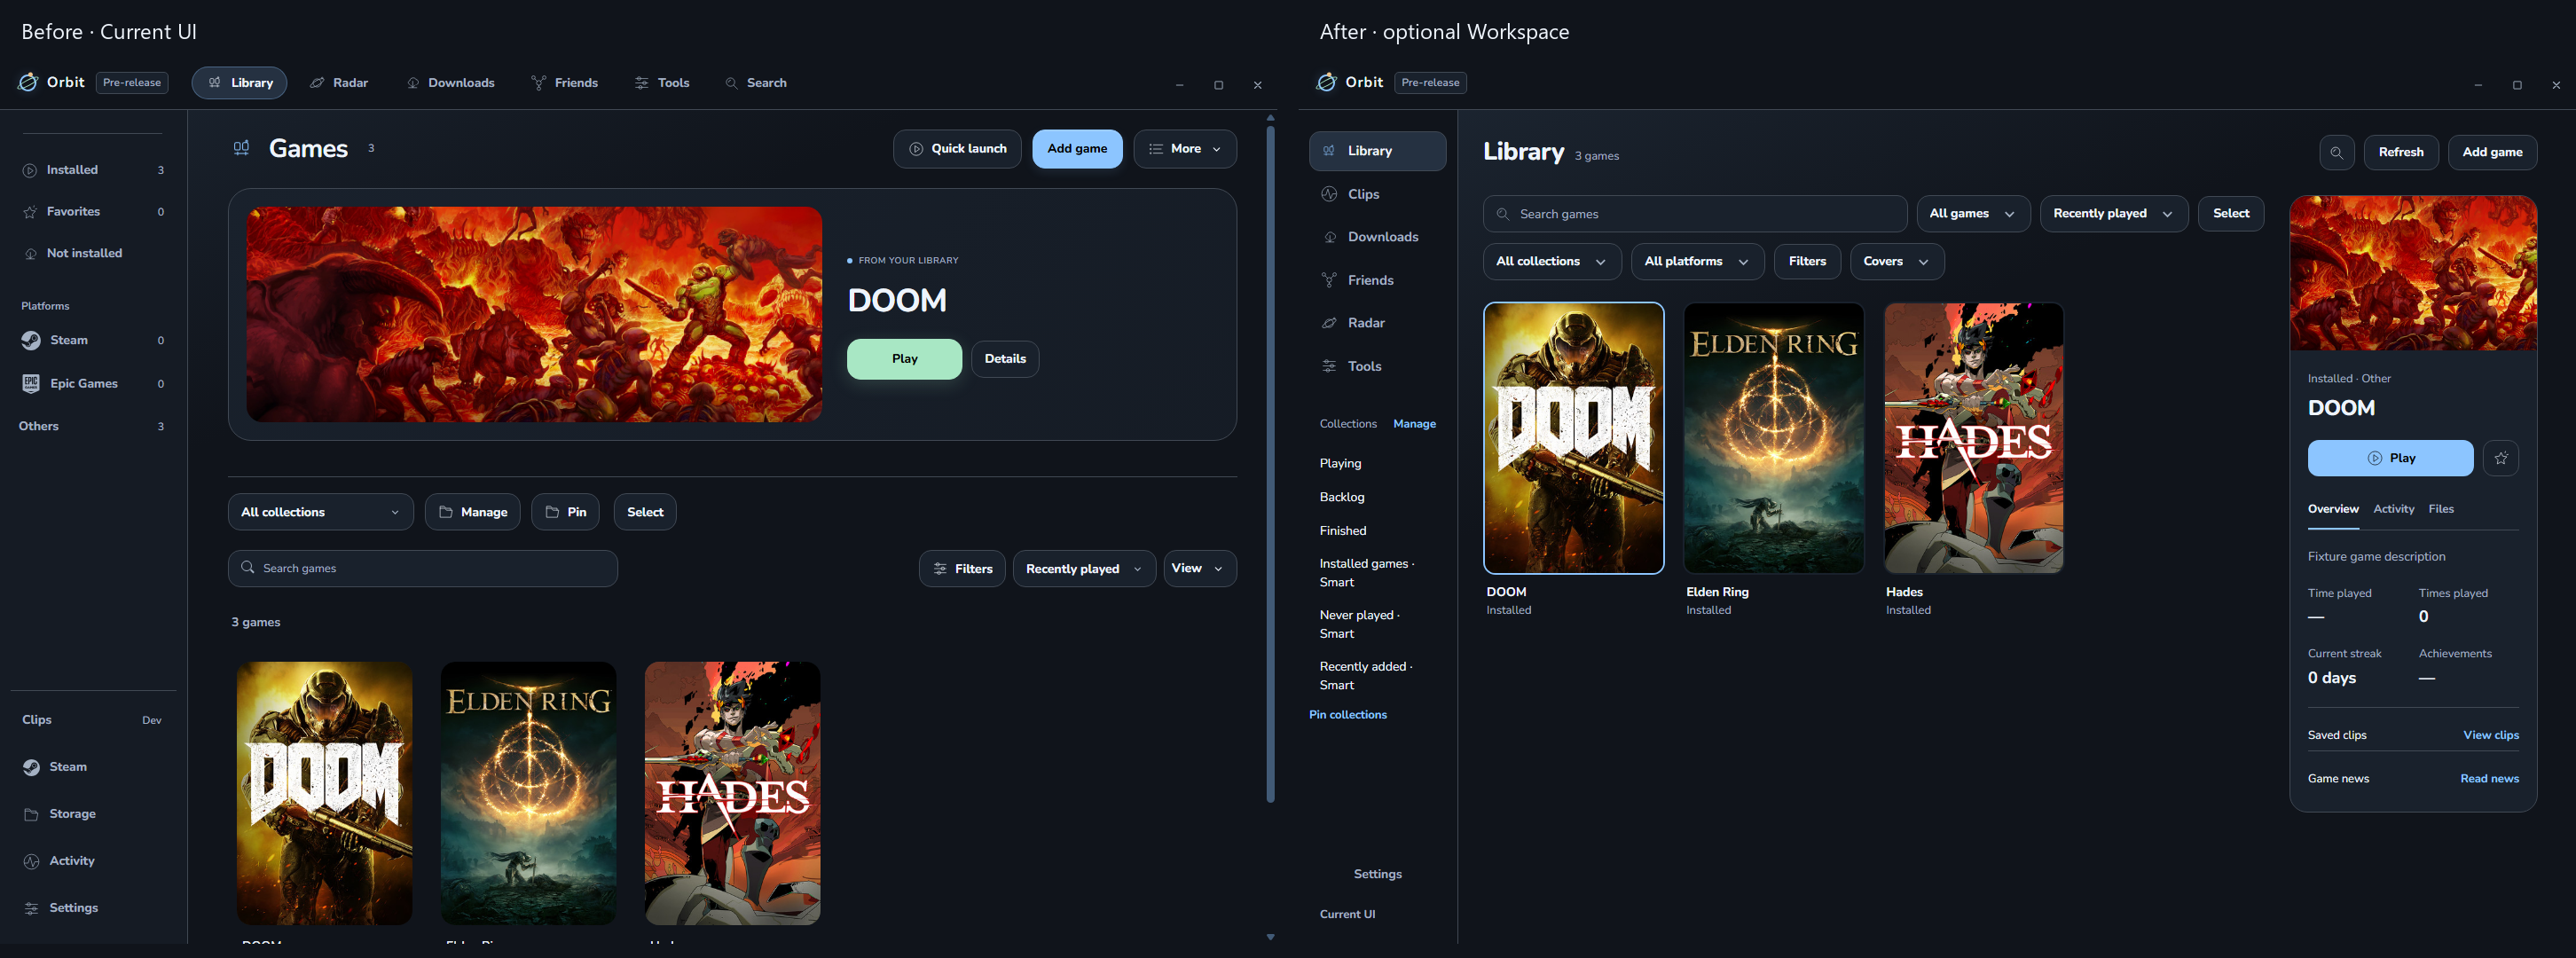 Before · Current UI
Orbit
Pre-release
Library
Radar
Downloads
Friends
Tools
Search
Installed 3
Favorites 0
Not installed
Platforms
Steam 0
EPIC GAMES
Epic Games 0
Others 3
Clips Dev
Steam
Storage
Activity
Settings
Games 3
Quick launch
Add game
More
FROM YOUR LIBRARY
DOOM
Play
Details
All collections
Manage
Pin
Select
Search games
Filters
Recently played
View
3 games
DOOM
ELDEN RING
HADES
After · optional Workspace
Orbit
Pre-release
Library
Clips
Downloads
Friends
Radar
Tools
Collections Manage
Playing
Backlog
Finished
Installed games ·
Smart
Never played ·
Smart
Recently added ·
Smart
Pin collections
Settings
Current UI
Library 3 games
Refresh
Add game
Search games
All games
Recently played
Select
All collections
All platforms
Filters
Covers
DOOM
ELDEN RING
HADES
DOOM
Installed
Elden Ring
Installed
Hades
Installed
Installed · Other
DOOM
Play
Overview Activity Files
Fixture game description
Time played Times played
— 0
Current streak Achievements
0 days —
Saved clips View clips
Game news Read news